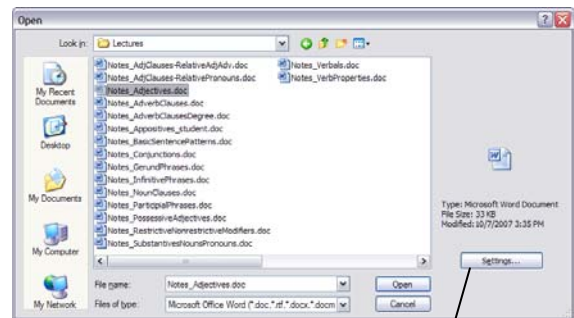 Open
Look in: Lectures
My Recent Documents
Desktop
My Documents
My Computer
My Network
Notes_AdjClauses-RelativeAdjAdv.doc
Notes_AdjClauses-RelativePronouns.doc
Notes_Adjectives.doc
Notes_AdverbClauses.doc
Notes_AdverbClausesDegree.doc
Notes_Appositives_student.doc
Notes_BasicSentencePatterns.doc
Notes_Conjunctions.doc
Notes_GerundPhrases.doc
Notes_InfinitivePhrases.doc
Notes_NounClauses.doc
Notes_ParticipialPhrases.doc
Notes_PossessiveAdjectives.doc
Notes_RestrictiveNonrestrictiveModifiers.doc
Notes_SubstantivesNounsPronouns.doc
Notes_Verbals.doc
Notes_VerbProperties.doc
Type: Microsoft Word Document
File Size: 33 KB
Modified: 10/7/2007 3:35 PM
Settings...
File name: Notes_Adjectives.doc
Open
Files of type: Microsoft Office Word (*.doc,*.rtf,*.docx,*.docm
Cancel